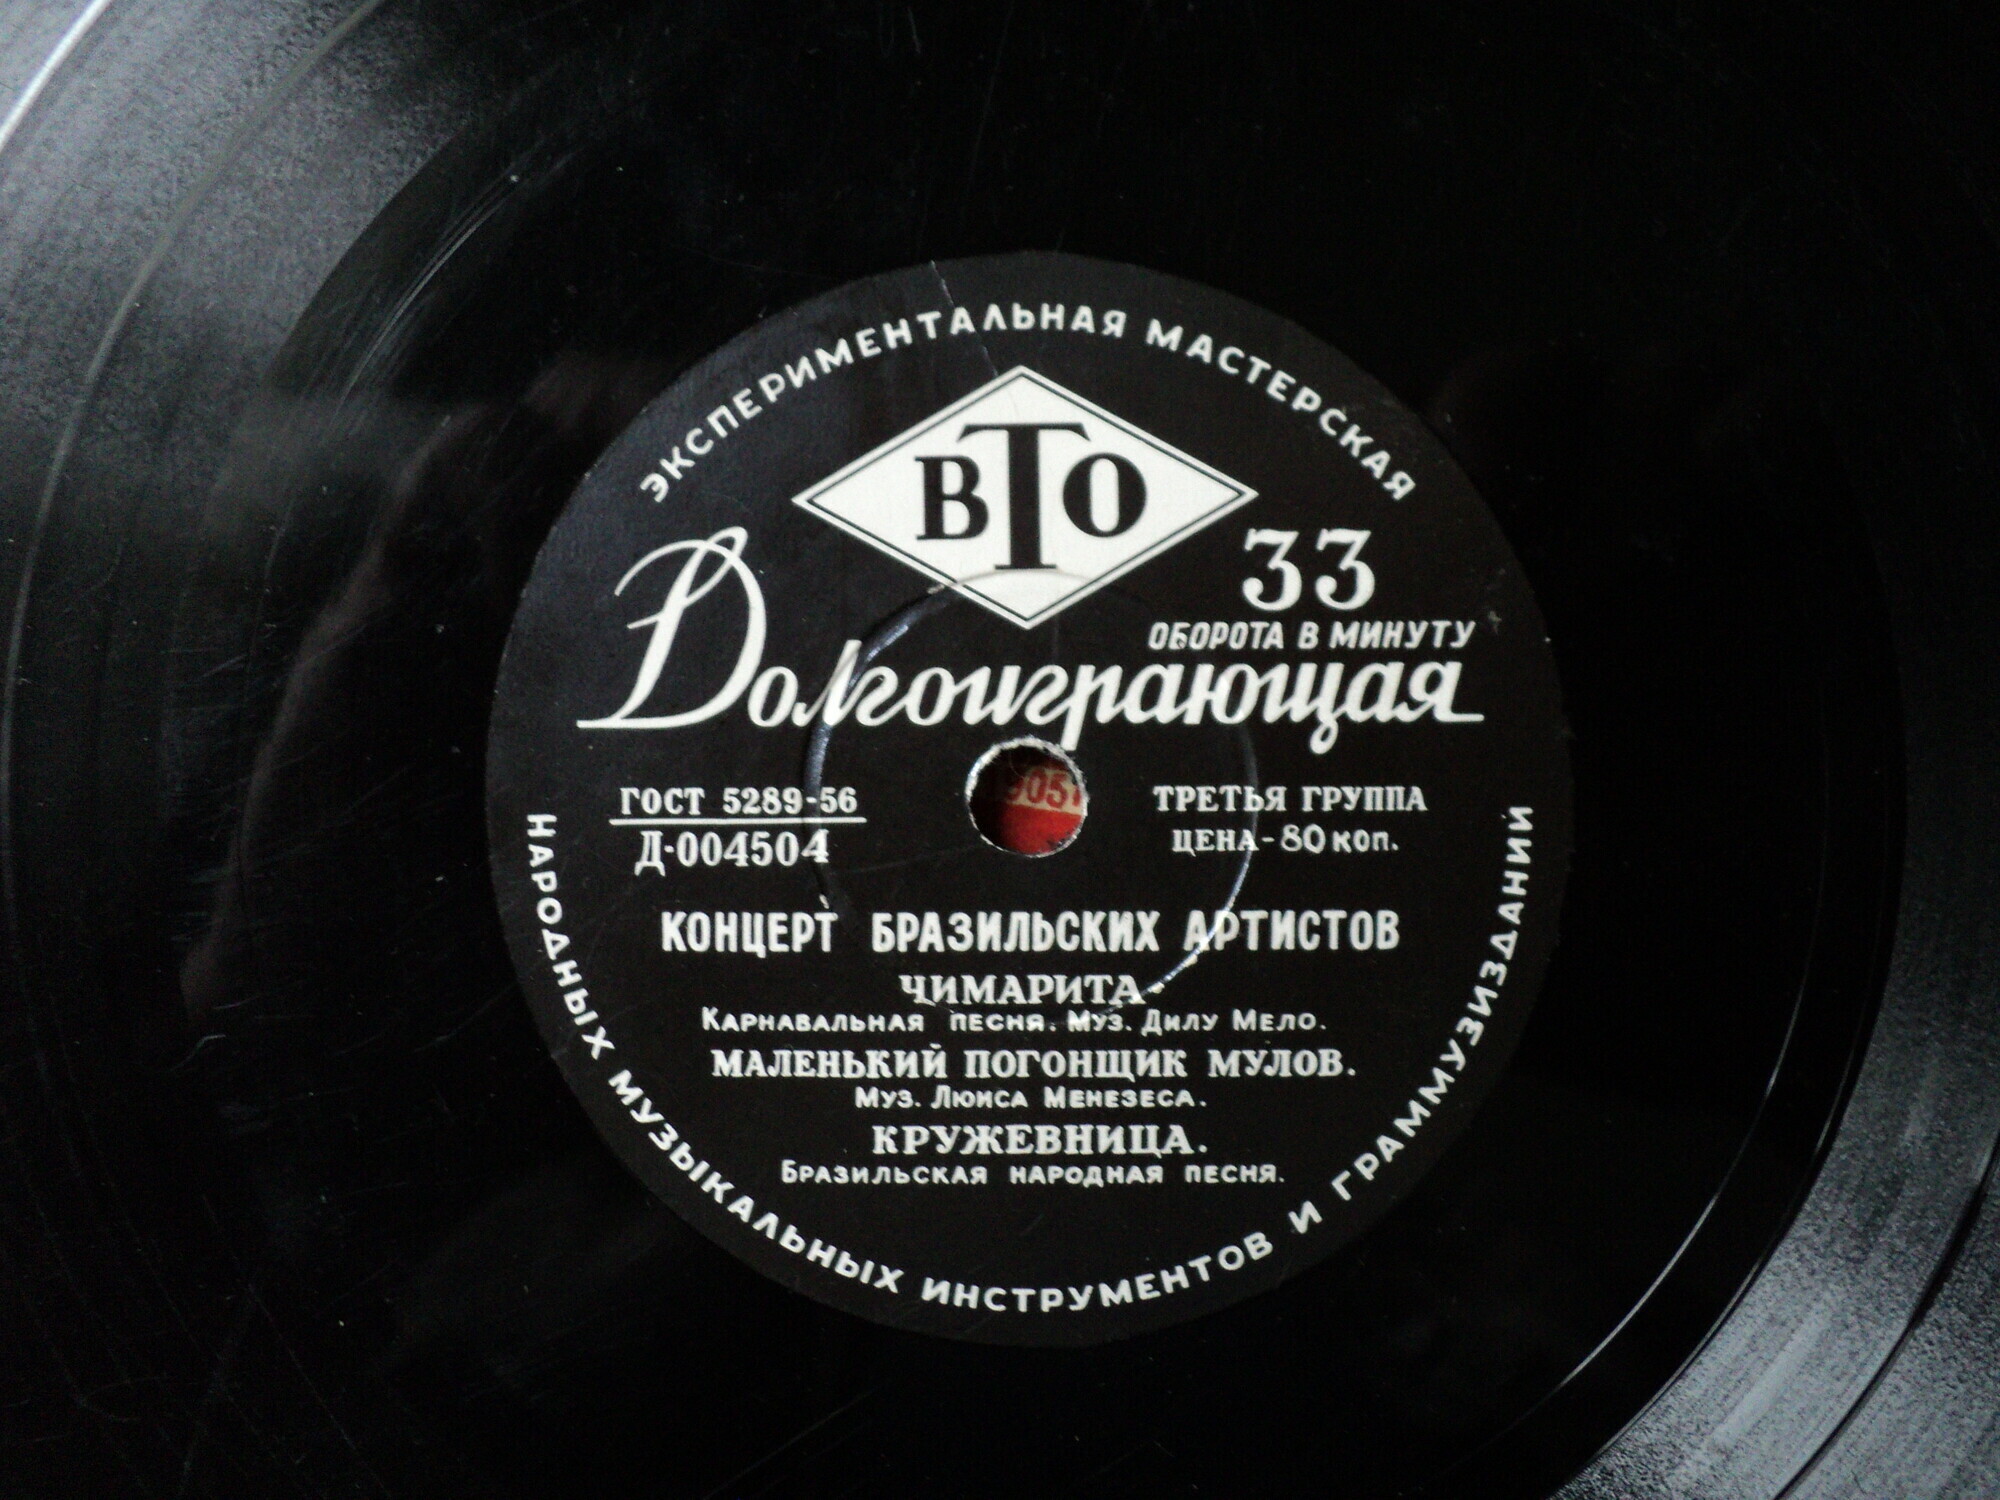 ЭКСПЕРИМЕНТАЛЬНАЯ МАСТЕРСКАЯ
ВТО
33
ОБОРОТА В МИНУТУ
Долгоиграющая
ГОСТ 5289-56
Д-004504
9057
ТРЕТЬЯ ГРУППА
ЦЕНА-80 коп.
КОНЦЕРТ БРАЗИЛЬСКИХ АРТИСТОВ
ЧИМАРИТА.
КАРНАВАЛЬНАЯ ПЕСНЯ. МУЗ. ДИЛУ МЕЛО.
МАЛЕНЬКИЙ ПОГОНЩИК МУЛОВ.
МУЗ. ЛЮИСА МЕНЕЗЕСА.
КРУЖЕВНИЦА.
БРАЗИЛЬСКАЯ НАРОДНАЯ ПЕСНЯ.
НАРОДНЫХ МУЗЫКАЛЬНЫХ ИНСТРУМЕНТОВ И ГРАММУЗИЗДАНИЙ